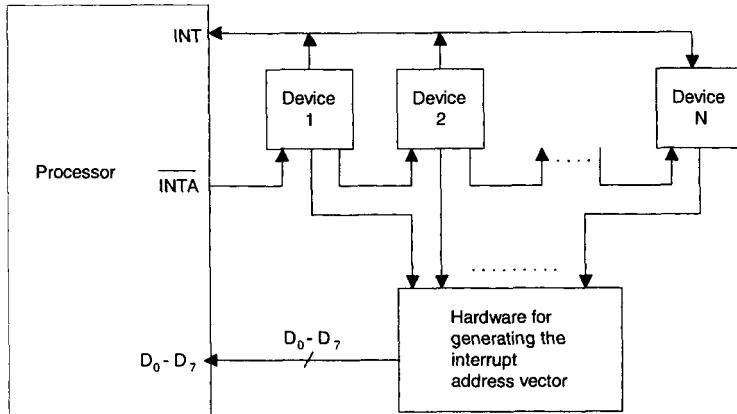 INT
Device
1
Device
2
Device
N
Processor
INTA
.....
.........
Hardware for
generating the
interrupt
address vector
D₀ - D₇
D₀ - D₇